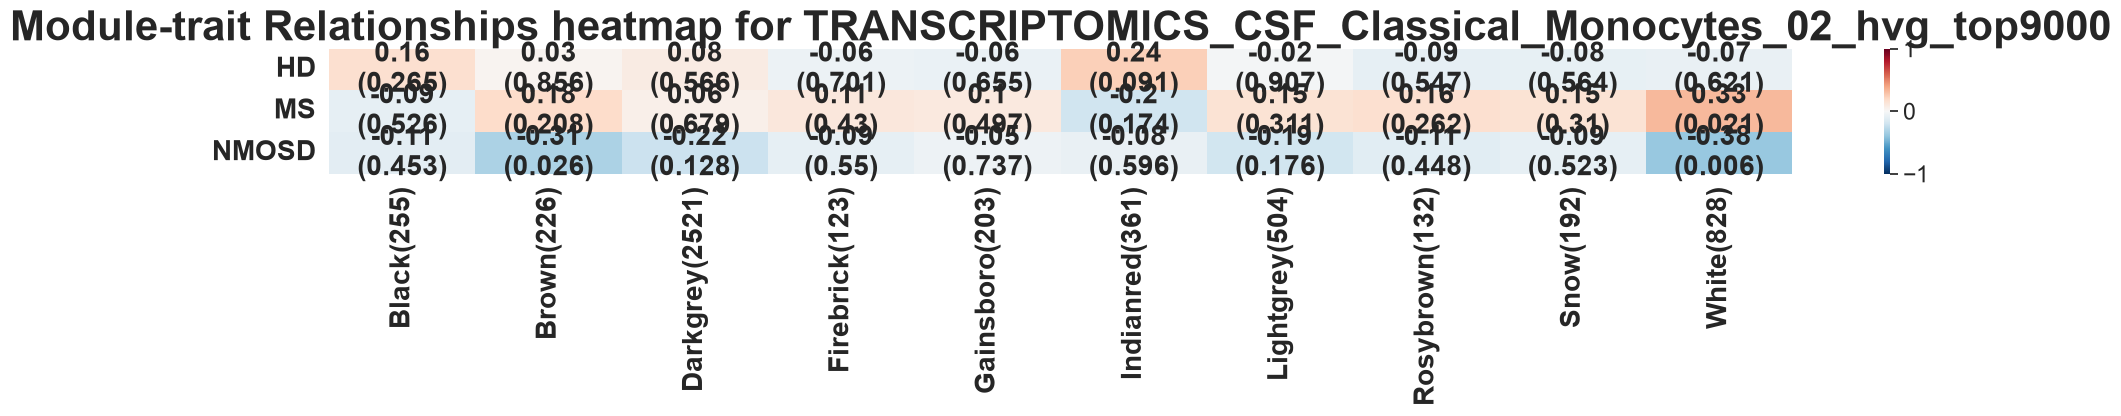 Module-trait Relationships heatmap for TRANSCRIPTOMICS_CSF_Classical_Monocytes_02_hvg_top9000
HD 0.16 0.03 0.08 -0.06 -0.06 0.24 -0.02 -0.09 -0.08 -0.07
(0.265) (0.856) (0.566) (0.701) (0.655) (0.091) (0.907) (0.547) (0.564) (0.621)
MS -0.09 0.18 0.06 0.11 0.1 -0.2 0.15 0.16 0.15 0.33
(0.526) (0.208) (0.679) (0.43) (0.497) (0.174) (0.311) (0.262) (0.31) (0.021)
NMOSD -0.11 -0.31 -0.22 -0.09 -0.05 -0.08 -0.19 -0.11 -0.09 -0.38
(0.453) (0.026) (0.128) (0.55) (0.737) (0.596) (0.176) (0.448) (0.523) (0.006)
Black(255)
Brown(226)
Darkgrey(2521)
Firebrick(123)
Gainsboro(203)
Indianred(361)
Lightgrey(504)
Rosybrown(132)
Snow(192)
White(828)
1
0
−1